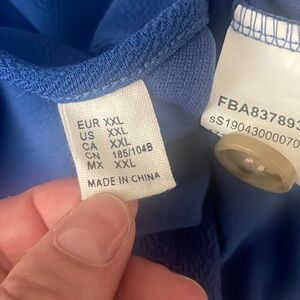 EUR XXL
US XXL
CA XXL
CN 185/104B
MX XXL
MADE IN CHINA
FBA837893
sS19043000070